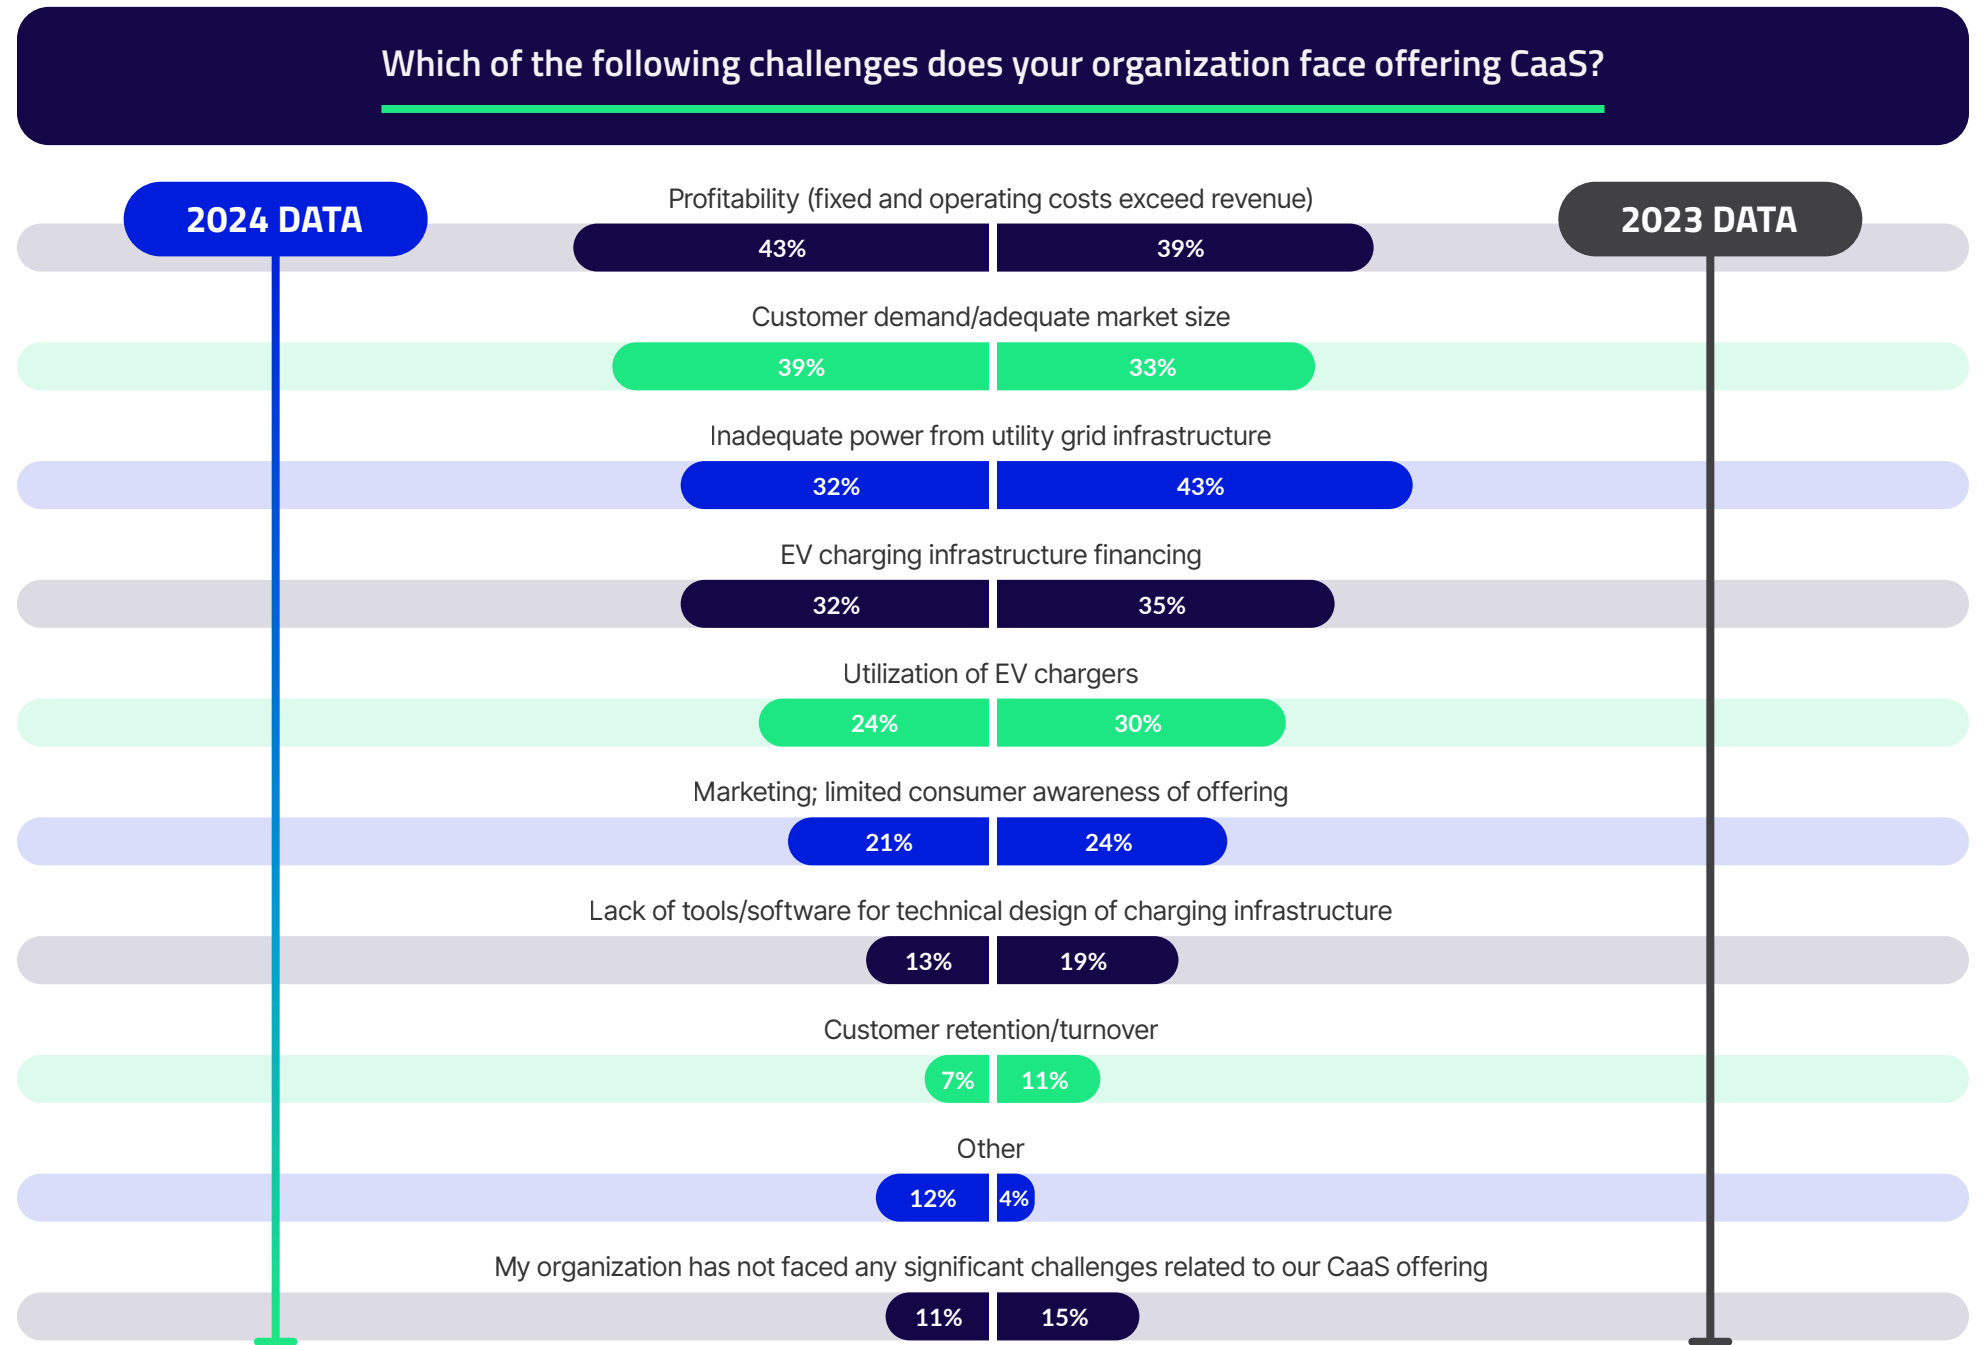 Which of the following challenges does your organization face offering CaaS?
2024 DATA
2023 DATA
Profitability (fixed and operating costs exceed revenue)
43% 39%
Customer demand/adequate market size
39% 33%
Inadequate power from utility grid infrastructure
32% 43%
EV charging infrastructure financing
32% 35%
Utilization of EV chargers
24% 30%
Marketing; limited consumer awareness of offering
21% 24%
Lack of tools/software for technical design of charging infrastructure
13% 19%
Customer retention/turnover
7% 11%
Other
12% 4%
My organization has not faced any significant challenges related to our CaaS offering
11% 15%